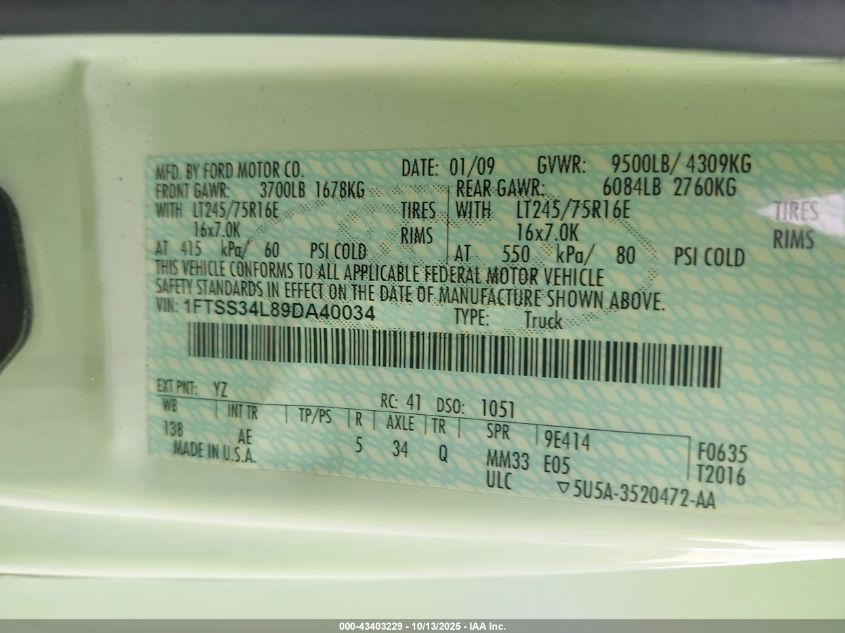 MFD. BY FORD MOTOR CO. DATE: 01/09 GVWR: 9500LB/ 4309KG
FRONT GAWR: 3700LB 1678KG REAR GAWR: 6084LB 2760KG
WITH LT245/75R16E TIRES WITH LT245/75R16E TIRES
16x7.0K RIMS 16x7.0K RIMS
AT 415 kPa/ 60 PSI COLD AT 550 kPa/ 80 PSI COLD
THIS VEHICLE CONFORMS TO ALL APPLICABLE FEDERAL MOTOR VEHICLE
SAFETY STANDARDS IN EFFECT ON THE DATE OF MANUFACTURE SHOWN ABOVE.
VIN: 1FTSS34L89DA40034 TYPE: Truck
EXT PNT: YZ RC: 41 DSO: 1051
WB INT TR TP/PS R AXLE TR SPR 9E414 F0635
138 AE 5 34 Q MM33 E05 T2016
MADE IN U.S.A. ULC ▽5U5A-3520472-AA
000-43403229 - 10/13/2025 - IAA Inc.